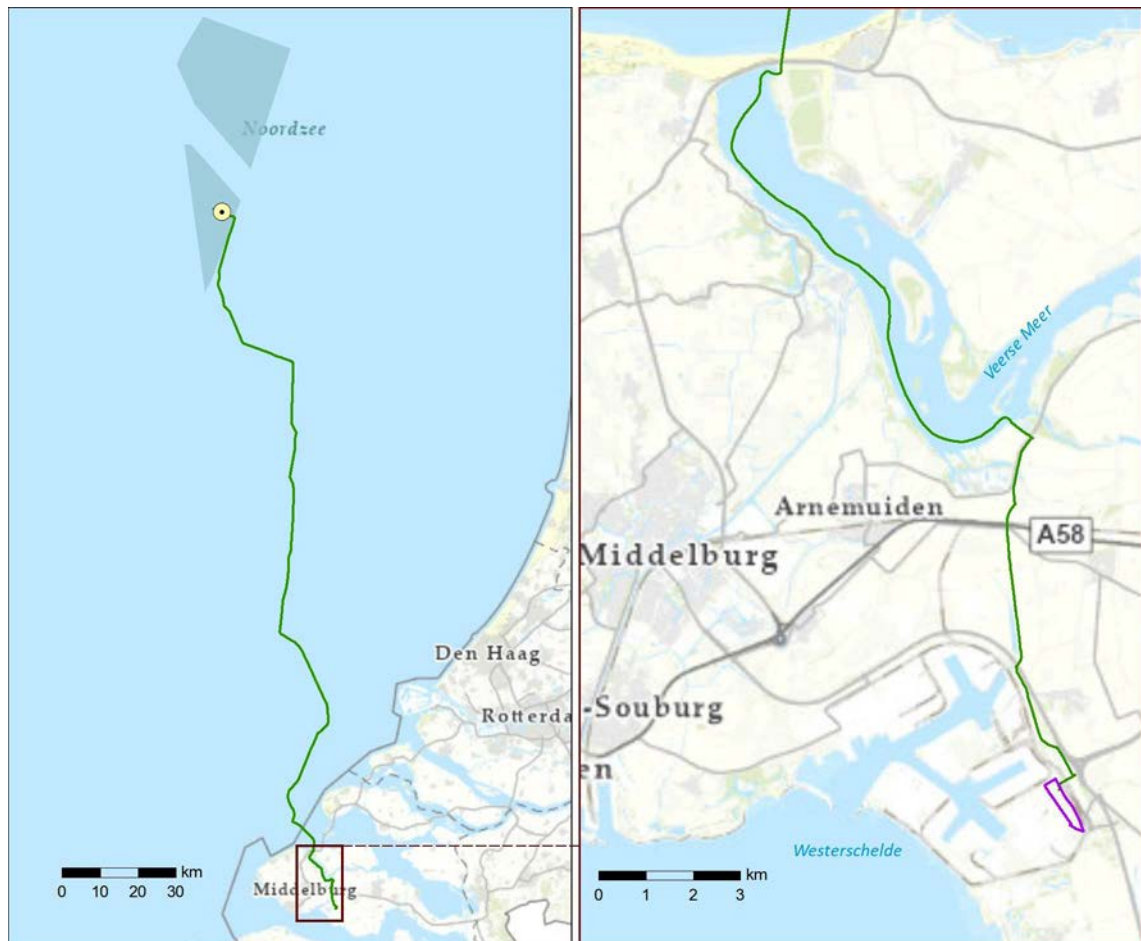 Noordzee
Den Haag
Rotterda
Middelburg
km
0 10 20 30
Veerse Meer
Arnemuiden
A58
Middelburg
-Souburg
en
Westerschelde
km
0 1 2 3